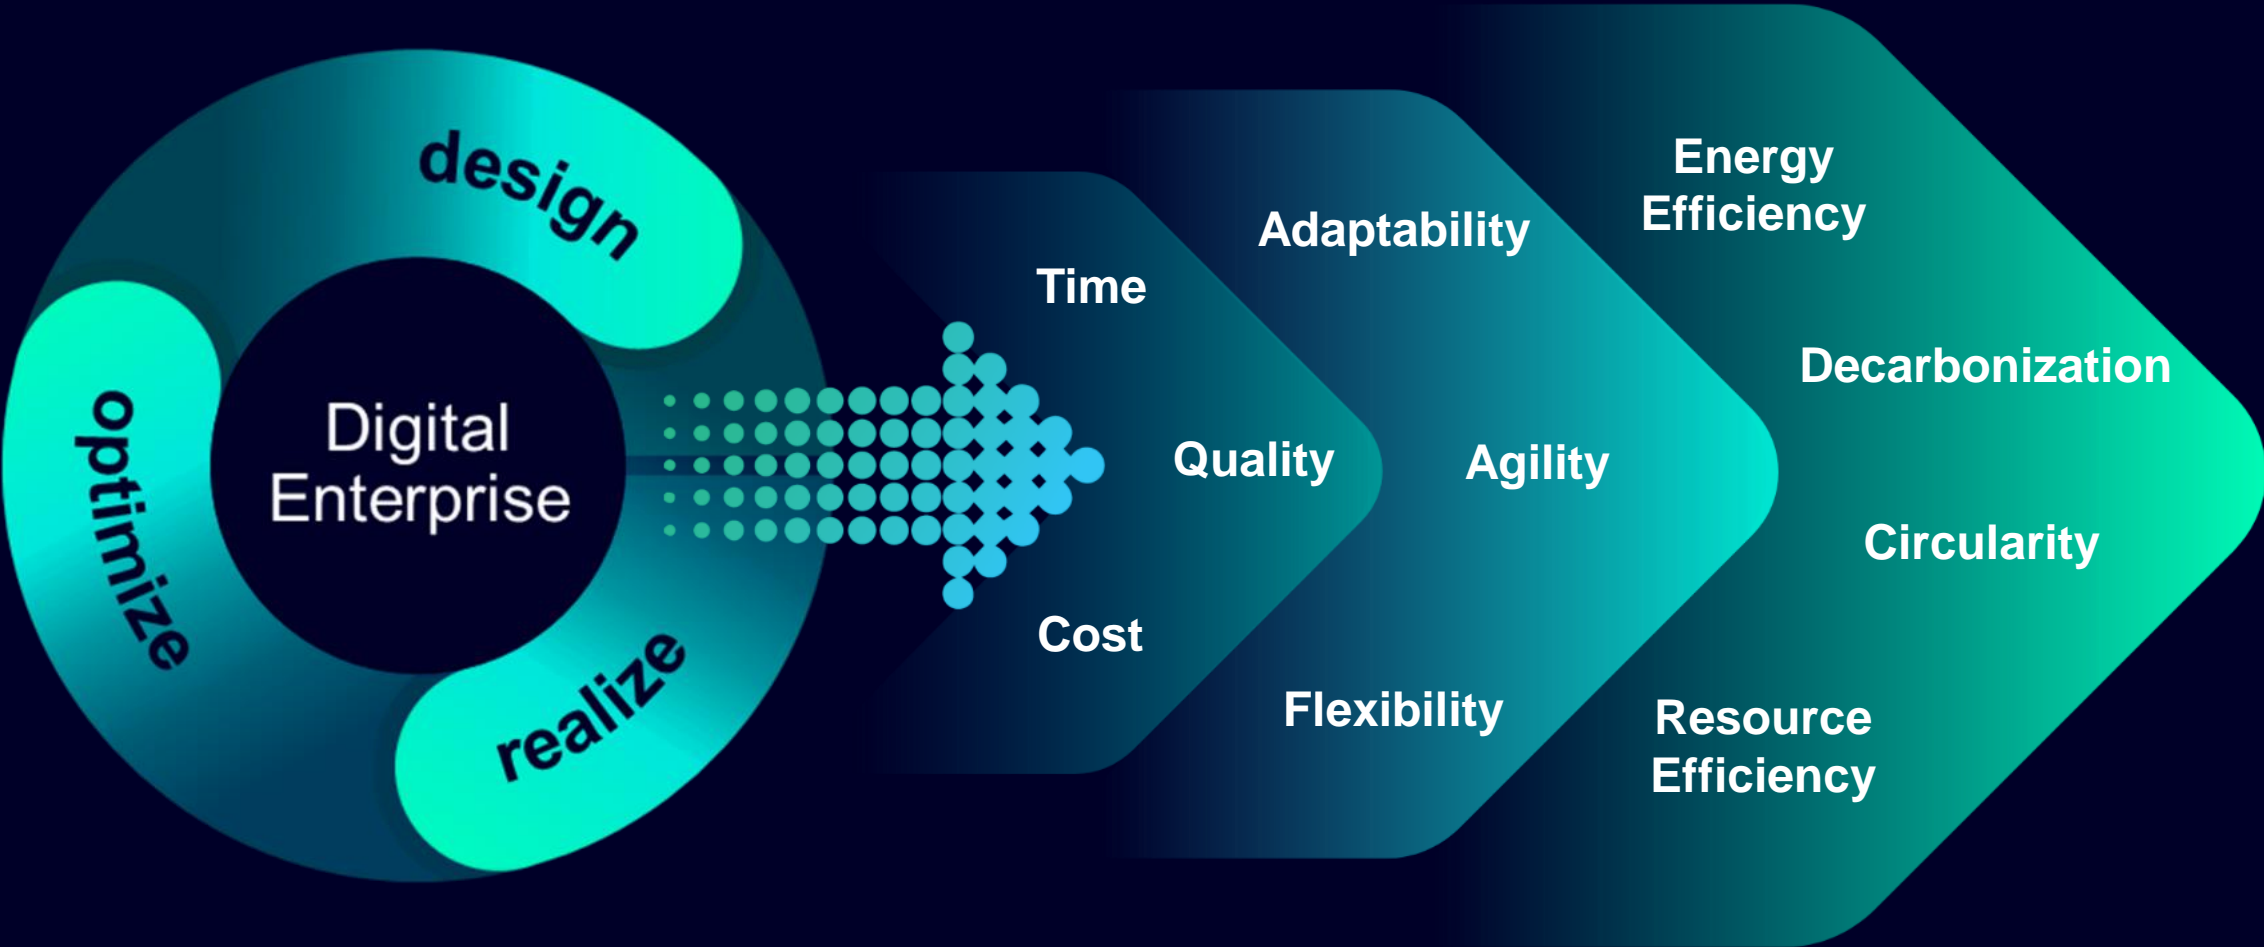 design
optimize
realize
Digital
Enterprise
Time
Quality
Cost
Adaptability
Agility
Flexibility
Energy
Efficiency
Decarbonization
Circularity
Resource
Efficiency